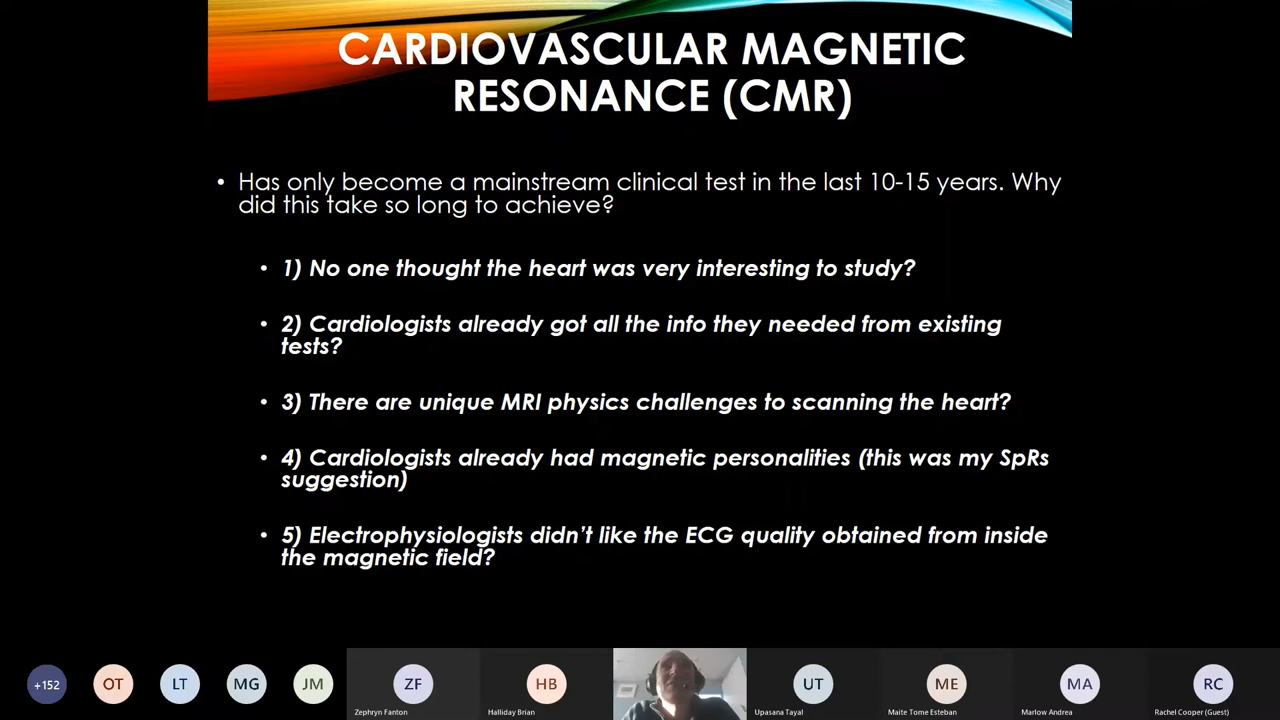 CARDIOVASCULAR MAGNETIC
RESONANCE (CMR)
• Has only become a mainstream clinical test in the last 10-15 years. Why
did this take so long to achieve?
• 1) No one thought the heart was very interesting to study?
• 2) Cardiologists already got all the info they needed from existing
tests?
• 3) There are unique MRI physics challenges to scanning the heart?
• 4) Cardiologists already had magnetic personalities (this was my SpRs
suggestion)
• 5) Electrophysiologists didn't like the ECG quality obtained from inside
the magnetic field?
+152 OT LT MG JM ZF HB UT ME MA RC
Zephryn Fanton Halliday Brian Upasana Tayal Maite Tome Esteban Marlow Andrea Rachel Cooper (Guest)